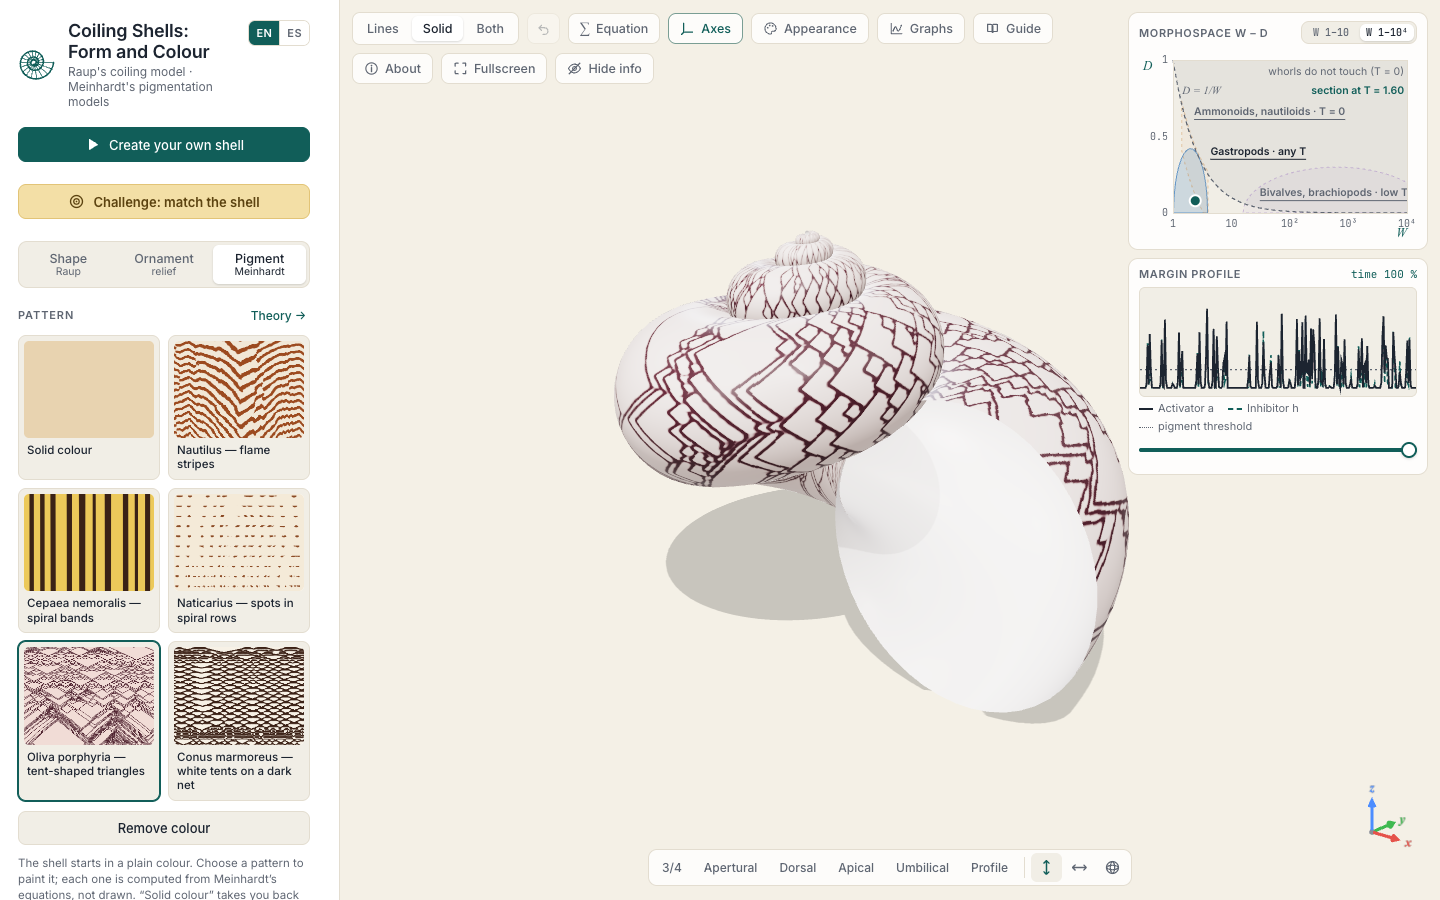 Coiling Shells:
Form and Colour
Raup's coiling model ·
Meinhardt's pigmentation
models
EN ES
Create your own shell
Challenge: match the shell
Shape
Raup
Ornament
relief
Pigment
Meinhardt
PATTERN
Theory →
Solid colour
Nautilus — flame
stripes
Cepaea nemoralis —
spiral bands
Naticarius — spots in
spiral rows
Oliva porphyria —
tent-shaped triangles
Conus marmoreus —
white tents on a dark
net
Remove colour
The shell starts in a plain colour. Choose a pattern to
paint it; each one is computed from Meinhardt's
equations, not drawn. “Solid colour” takes you back
Lines Solid Both
Equation
Axes
Appearance
Graphs
Guide
About
Fullscreen
Hide info
MORPHOSPACE W – D
W 1–10 W 1–10⁴
D
1
0.5
0
whorls do not touch (T = 0)
D = 1/W
section at T = 1.60
Ammonoids, nautiloids · T = 0
Gastropods · any T
Bivalves, brachiopods · low T
1 10 10² 10³ 10⁴
W
MARGIN PROFILE
time 100 %
Activator a Inhibitor h
pigment threshold
z
y
x
3/4 Apertural Dorsal Apical Umbilical Profile